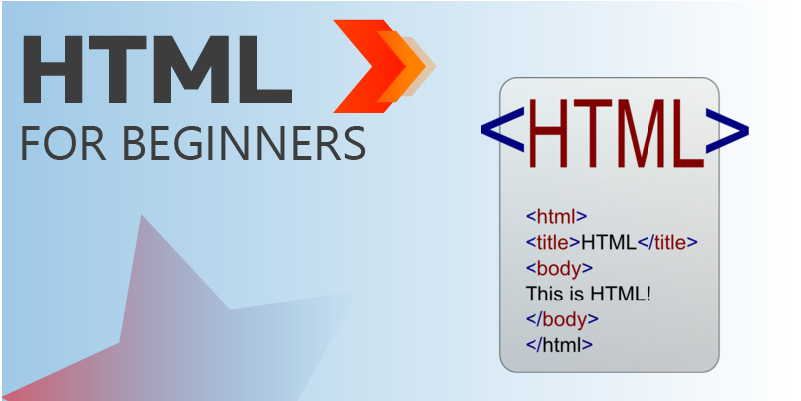 HTML
FOR BEGINNERS
<HTML>
<html>
<title>HTML</title>
<body>
This is HTML!
</body>
</html>